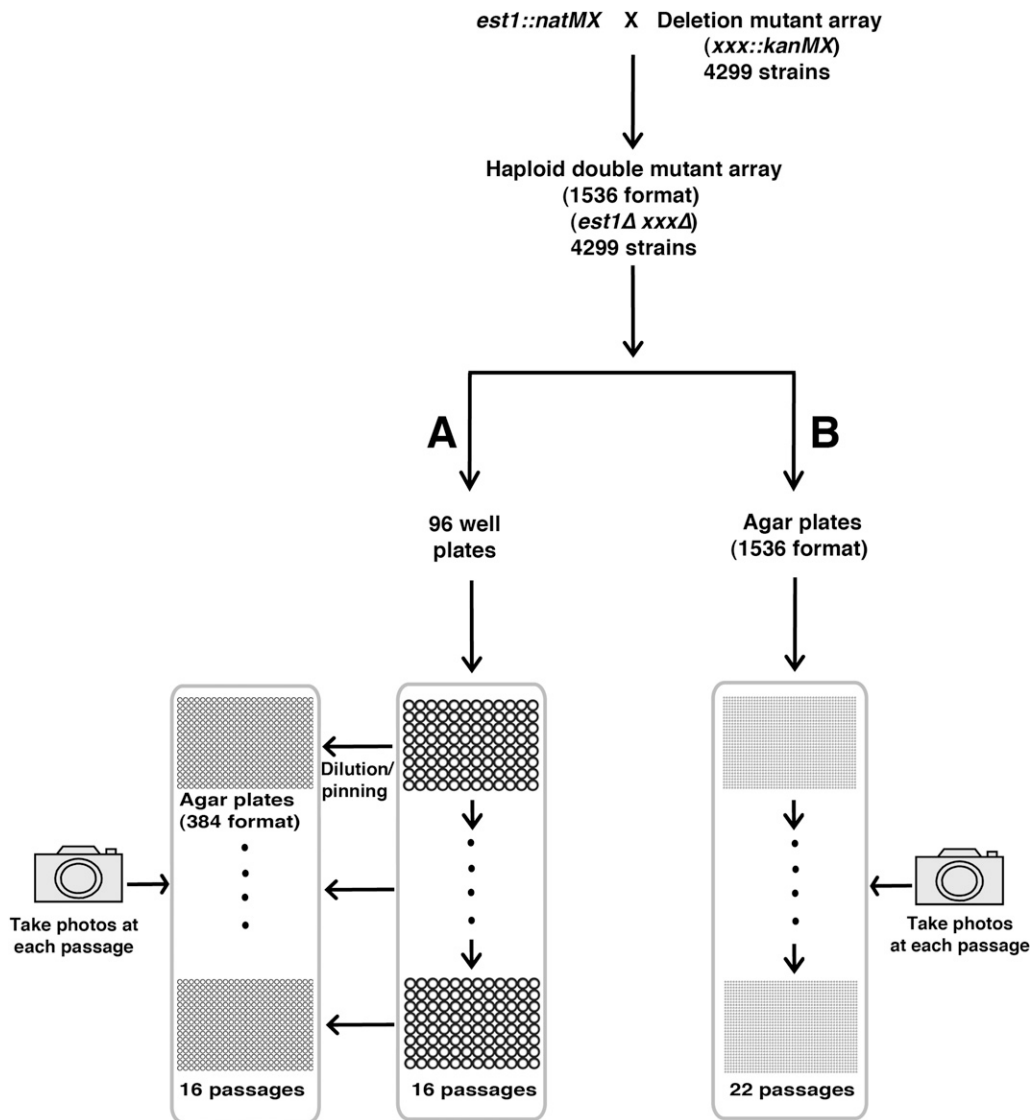 est1::natMX X Deletion mutant array
(xxx::kanMX)
4299 strains
Haploid double mutant array
(1536 format)
(est1Δ xxxΔ)
4299 strains
A
B
96 well
plates
Agar plates
(1536 format)
Dilution/
pinning
Agar plates
(384 format)
Take photos at
each passage
Take photos
at each passage
16 passages
16 passages
22 passages